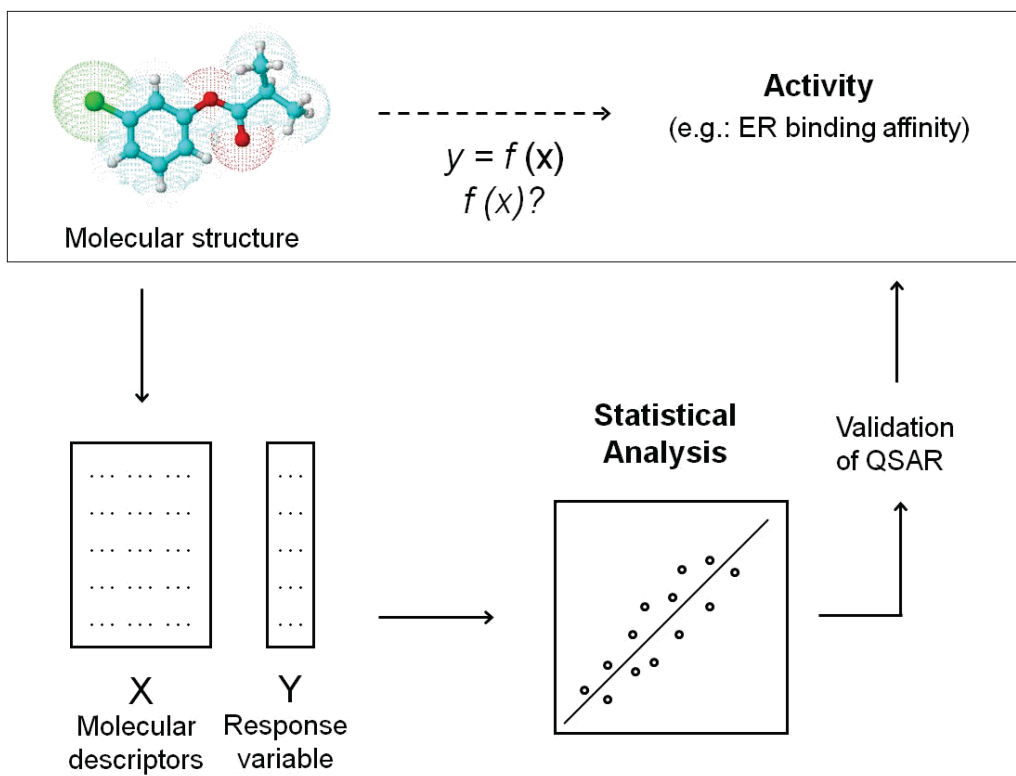 Activity
(e.g.: ER binding affinity)
y = f (x)
f (x)?
Molecular structure
Statistical
Analysis
Validation
of QSAR
... ... ... ...
... ... ... ...
... ... ... ...
... ... ... ...
... ... ... ...
X Y
Molecular Response
descriptors variable